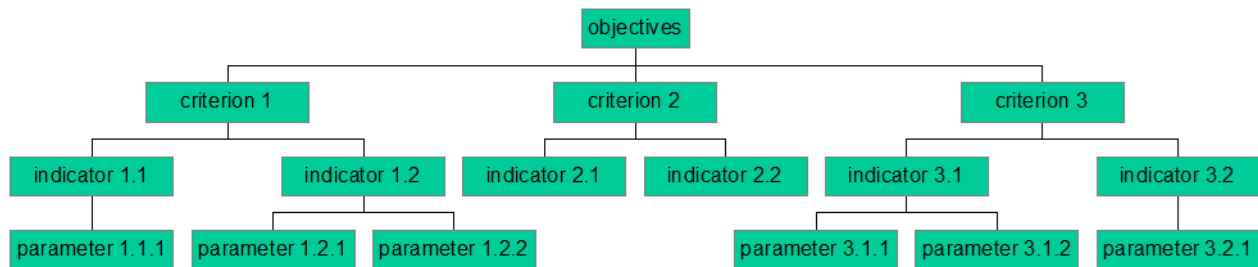 objectives
criterion 1
criterion 2
criterion 3
indicator 1.1
indicator 1.2
indicator 2.1
indicator 2.2
indicator 3.1
indicator 3.2
parameter 1.1.1
parameter 1.2.1
parameter 1.2.2
parameter 3.1.1
parameter 3.1.2
parameter 3.2.1